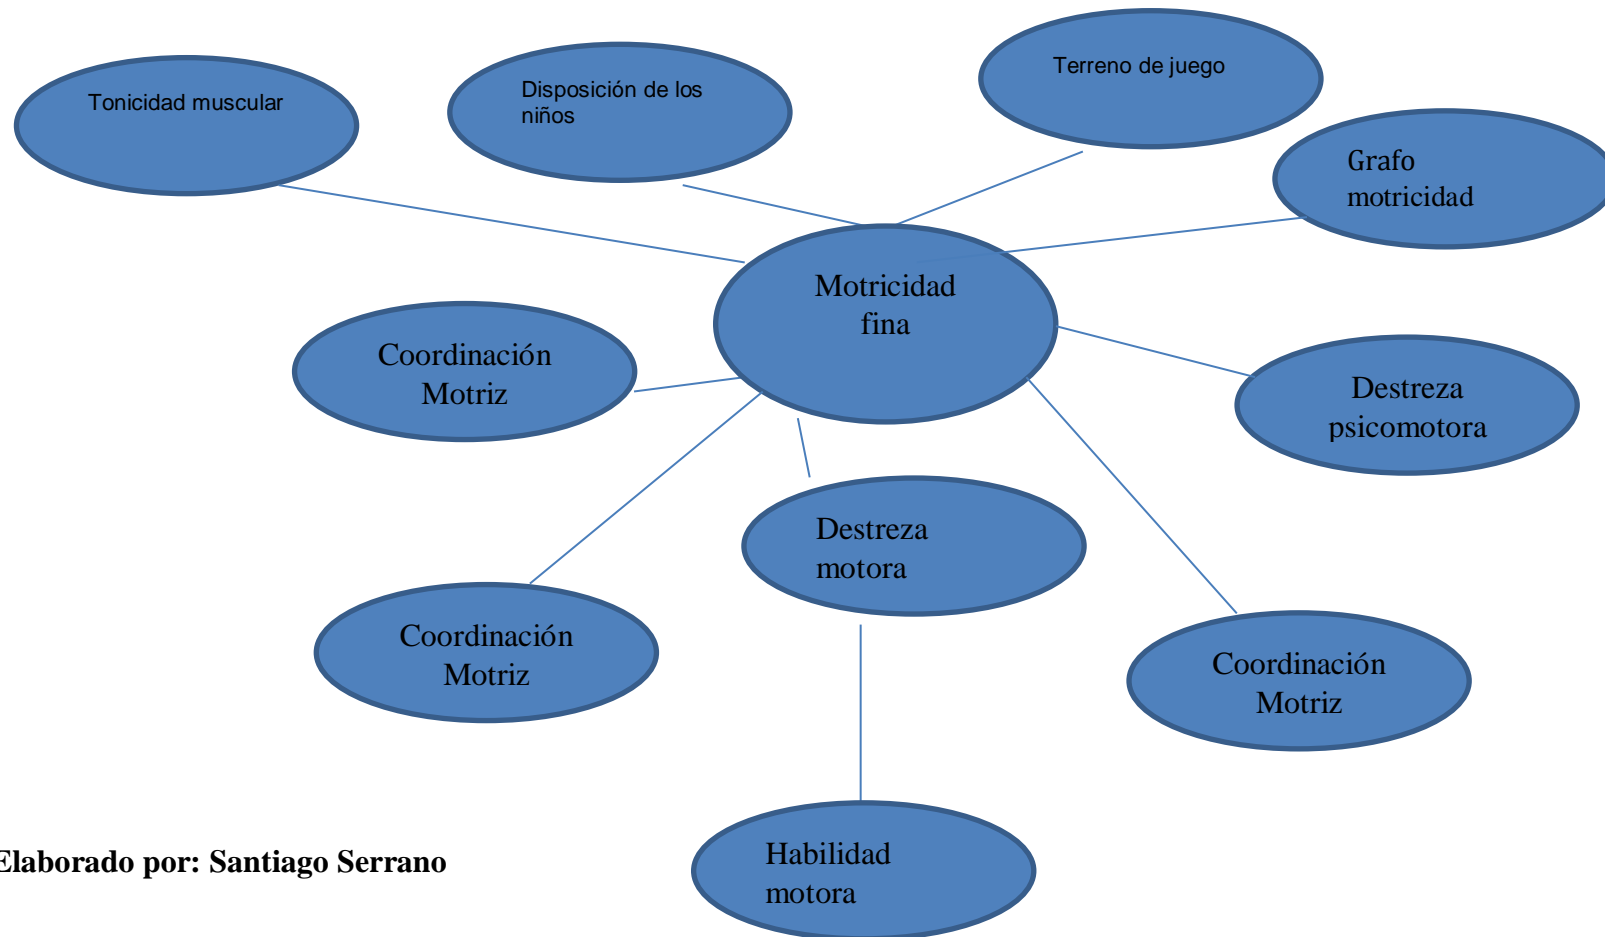 Tonicidad muscular
Disposición de los
niños
Terreno de juego
Grafo
motricidad
Motricidad
fina
Coordinación
Motriz
Destreza
psicomotora
Destreza
motora
Coordinación
Motriz
Coordinación
Motriz
Habilidad
motora
Elaborado por: Santiago Serrano